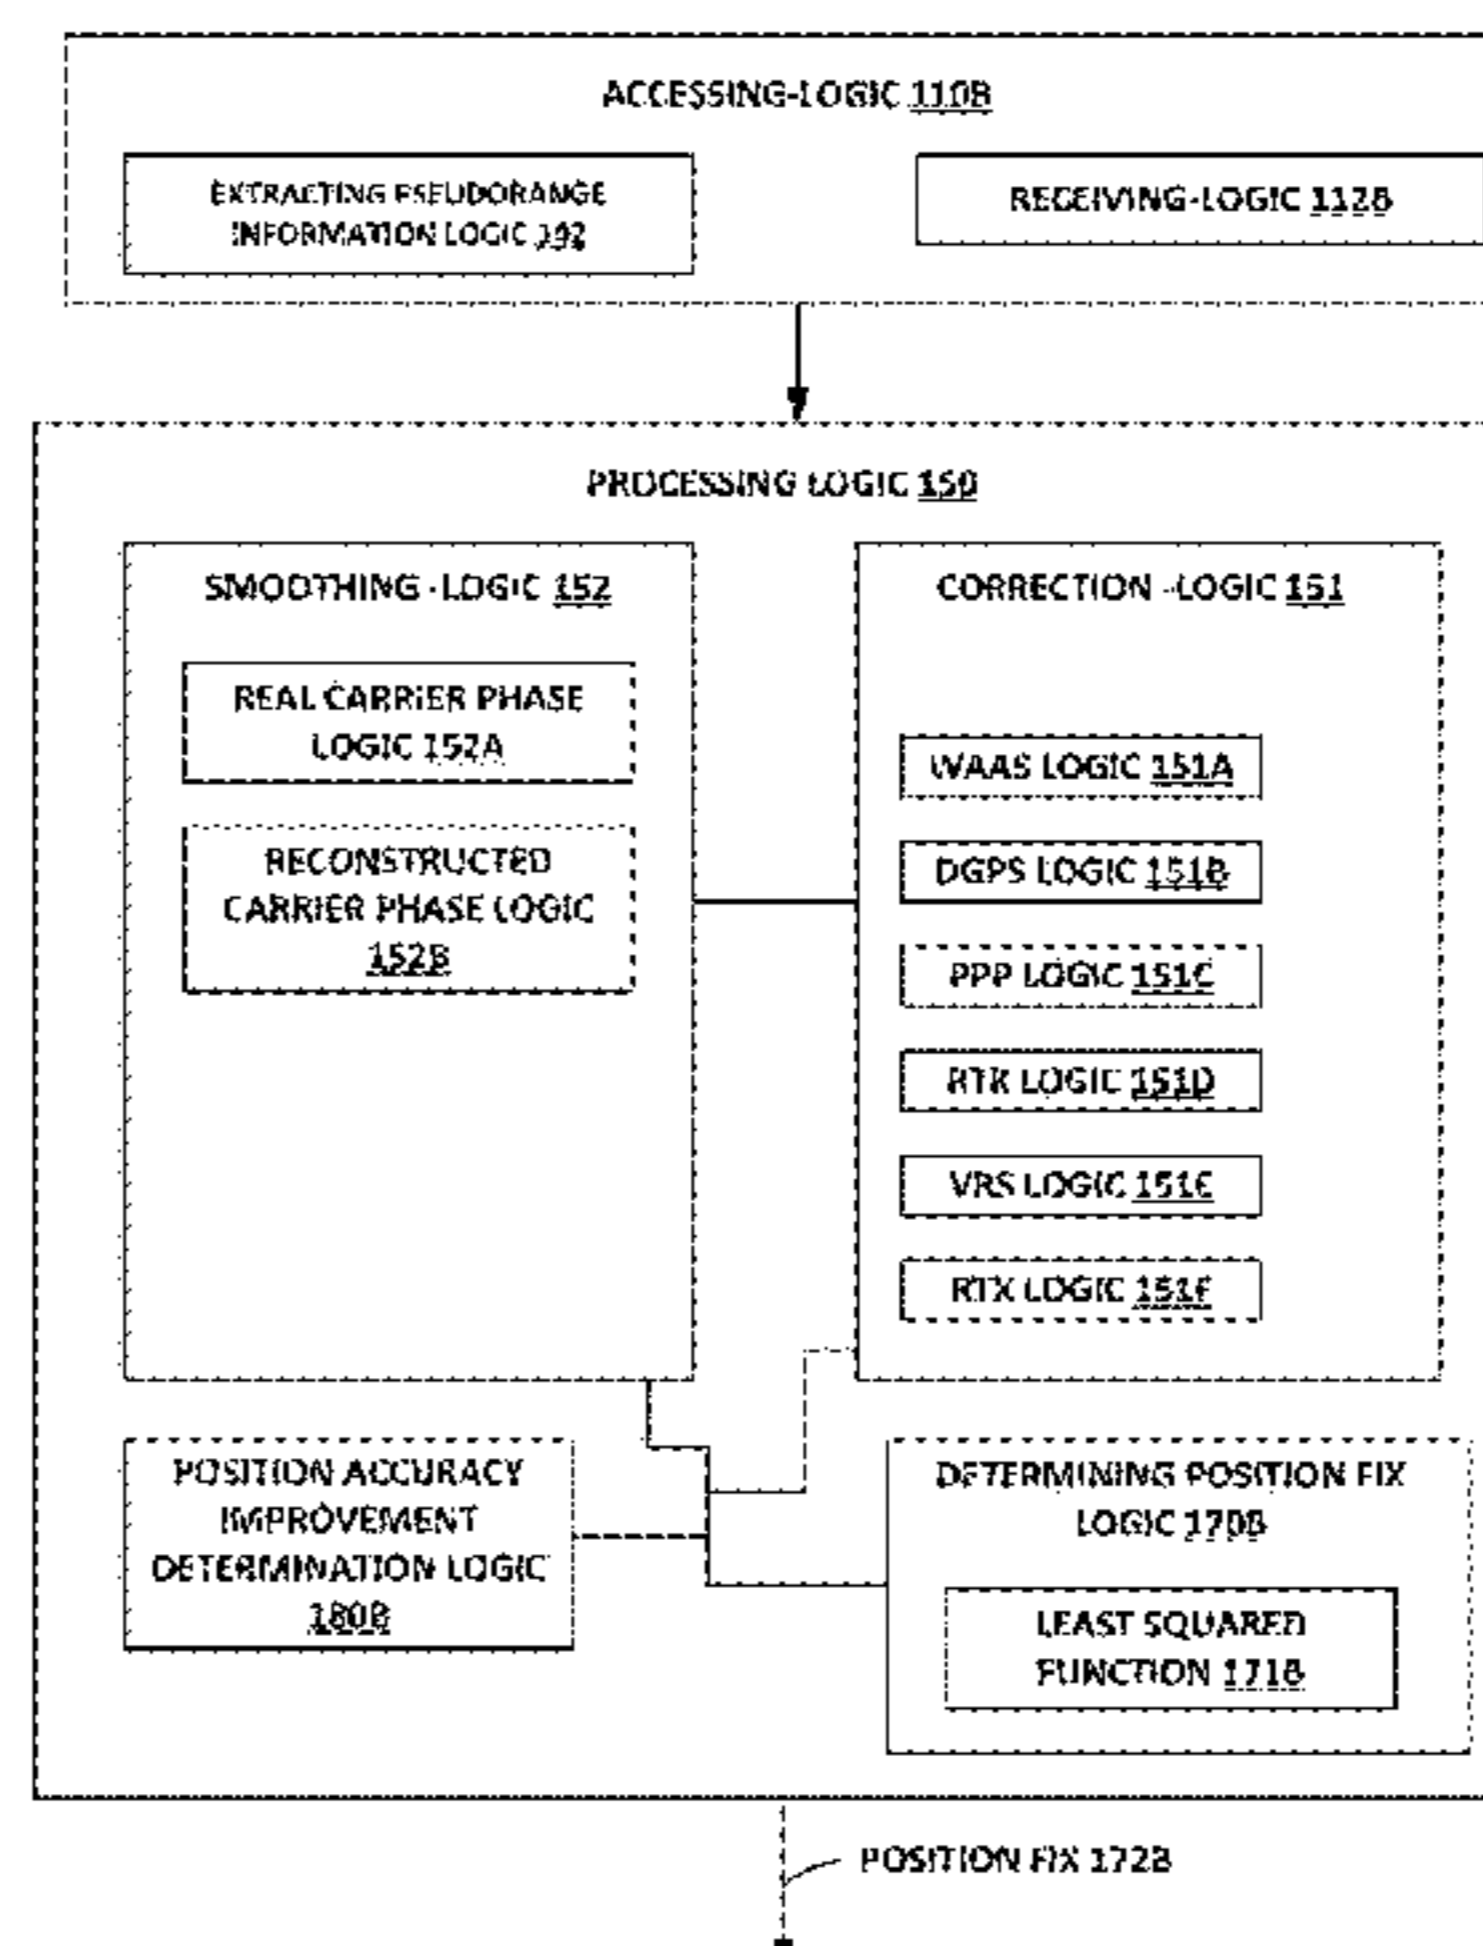 ACCESSING-LOGIC 110B
EXTRACTING PSEUDORANGE
INFORMATION LOGIC 192
RECEIVING-LOGIC 112B
PROCESSING LOGIC 150
SMOOTHING -LOGIC 152
REAL CARRIER PHASE
LOGIC 152A
RECONSTRUCTED
CARRIER PHASE LOGIC
152B
CORRECTION -LOGIC 151
WAAS LOGIC 151A
DGPS LOGIC 151B
PPP LOGIC 151C
RTK LOGIC 151D
VRS LOGIC 151E
RTX LOGIC 151F
POSITION ACCURACY
IMPROVEMENT
DETERMINATION LOGIC
180B
DETERMINING POSITION FIX
LOGIC 170B
LEAST SQUARED
FUNCTION 171B
POSITION FIX 172B